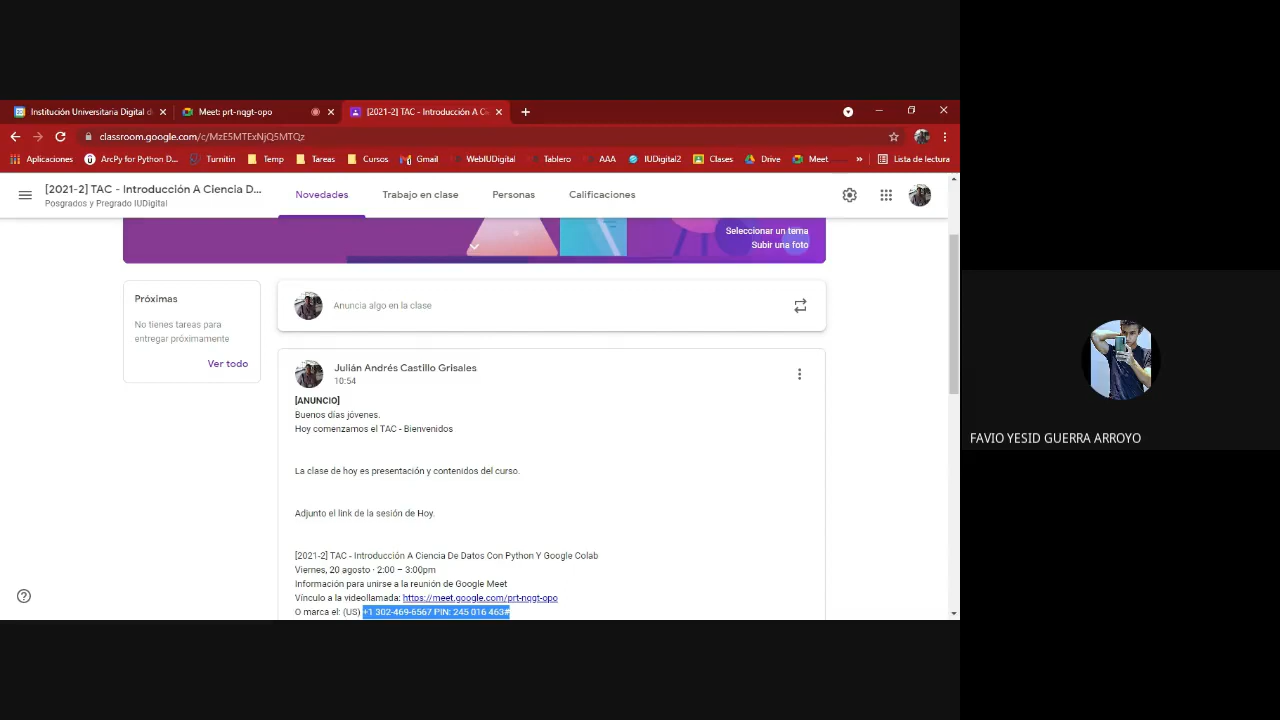 Institución Universitaria Digital d
Meet: prt-nqgt-opo
[2021-2] TAC - Introducción A Ci
classroom.google.com/c/MzE5MTExNjQ5MTQz
Aplicaciones
ArcPy for Python D...
Turnitin
Temp
Tareas
Cursos
Gmail
WebIUDigital
Tablero
AAA
IUDigital2
Clases
Drive
Meet
»
Lista de lectura
[2021-2] TAC - Introducción A Ciencia D...
Posgrados y Pregrado IUDigital
Novedades
Trabajo en clase
Personas
Calificaciones
Seleccionar un tema
Subir una foto
Próximas
No tienes tareas para
entregar próximamente
Ver todo
Anuncia algo en la clase
Julián Andrés Castillo Grisales
10:54
[ANUNCIO]
Buenos días jóvenes.
Hoy comenzamos el TAC - Bienvenidos
La clase de hoy es presentación y contenidos del curso.
Adjunto el link de la sesión de Hoy.
[2021-2] TAC - Introducción A Ciencia De Datos Con Python Y Google Colab
Viernes, 20 agosto · 2:00 – 3:00pm
Información para unirse a la reunión de Google Meet
Vínculo a la videollamada: https://meet.google.com/prt-nqgt-opo
O marca el: (US) +1 302-469-6567 PIN: 245 016 463#
FAVIO YESID GUERRA ARROYO